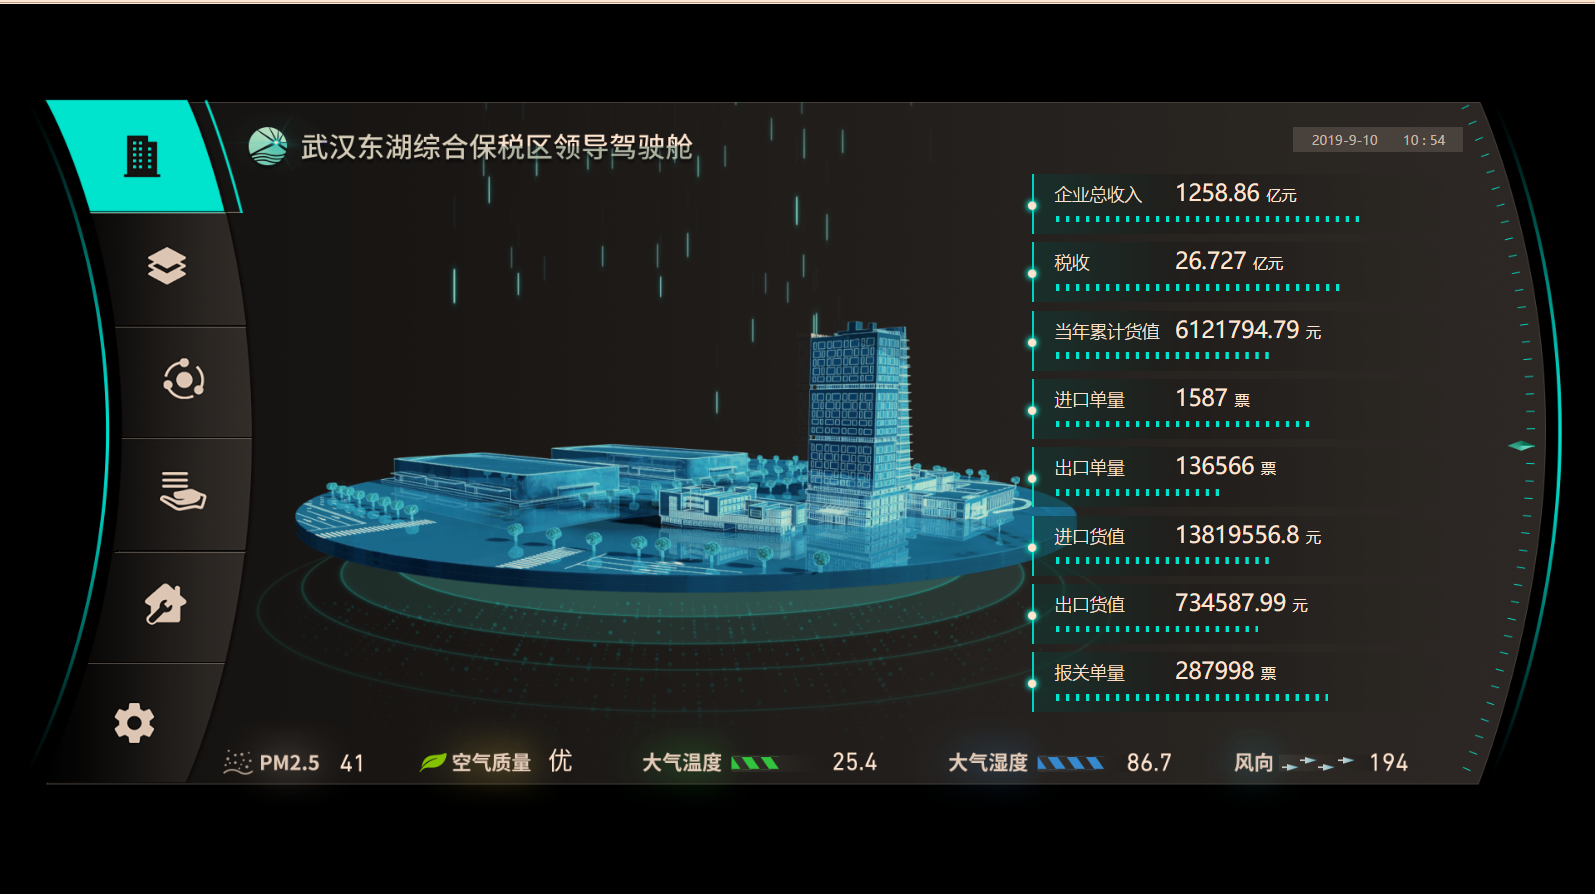 武汉东湖综合保税区领导驾驶舱
2019-9-10 10:54
企业总收入 1258.86 亿元
税收 26.727 亿元
当年累计货值 6121794.79 元
进口单量 1587 票
出口单量 136566 票
进口货值 13819556.8 元
出口货值 734587.99 元
报关单量 287998 票
PM2.5 41 空气质量 优 大气温度 25.4 大气湿度 86.7 风向 194